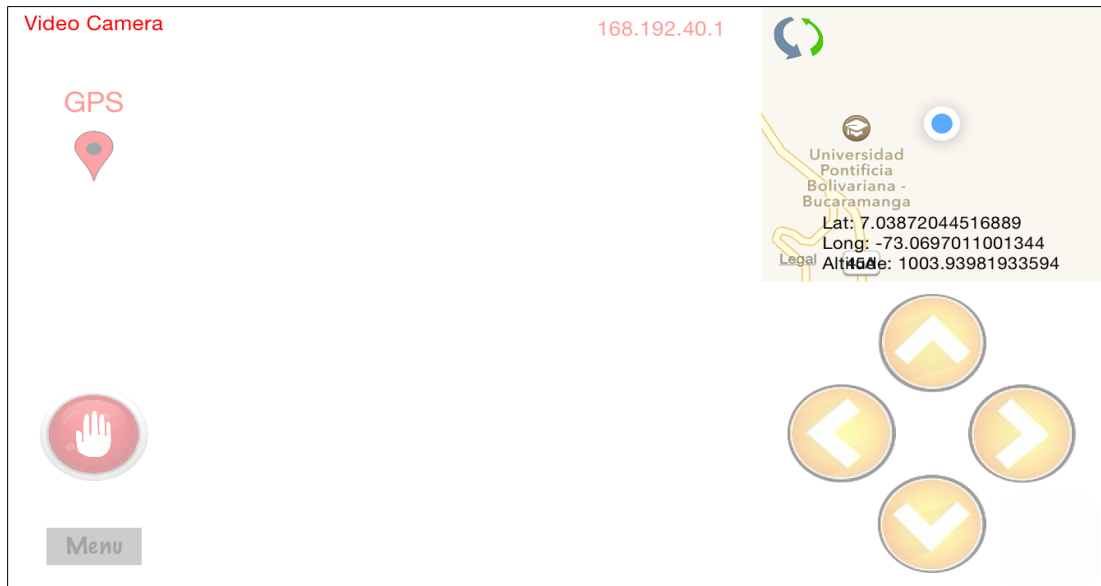 Video Camera
168.192.40.1
GPS
Universidad
Pontificia
Bolivariana -
Bucaramanga
Lat: 7.03872044516889
Long: -73.0697011001344
Legal
45A
Altitude: 1003.93981933594
Menu